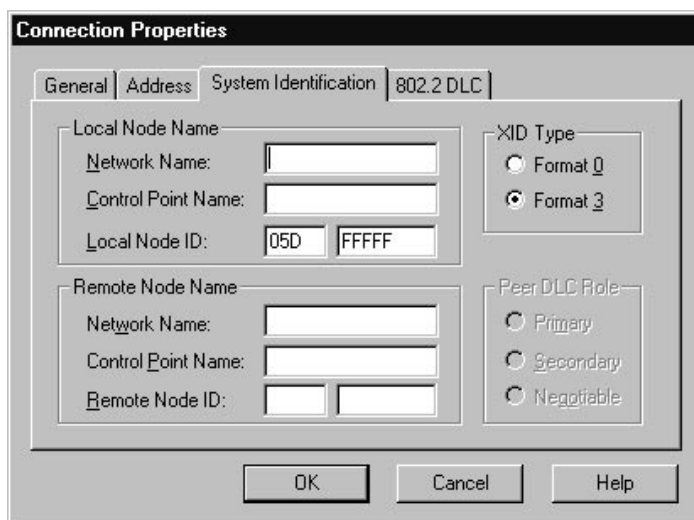 Connection Properties
General Address System Identification 802.2 DLC
Local Node Name
Network Name:
Control Point Name:
Local Node ID: 05D FFFFF
XID Type
Format 0
Format 3
Remote Node Name
Network Name:
Control Point Name:
Remote Node ID:
Peer DLC Role
Primary
Secondary
Negotiable
OK Cancel Help